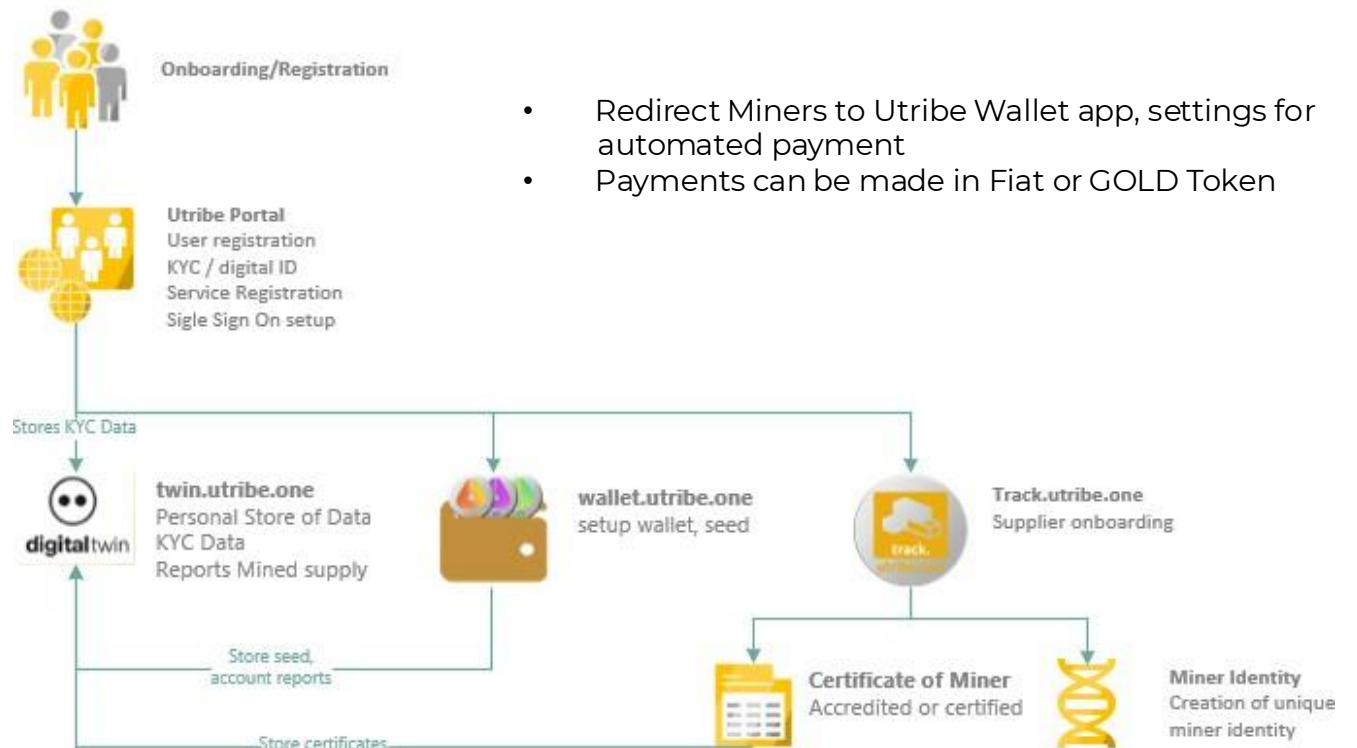 Onboarding/Registration
• Redirect Miners to Utribe Wallet app, settings for
automated payment
• Payments can be made in Fiat or GOLD Token
Utribe Portal
User registration
KYC / digital ID
Service Registration
Sigle Sign On setup
Stores KYC Data
digitaltwin
twin.utribe.one
Personal Store of Data
KYC Data
Reports Mined supply
wallet.utribe.one
setup wallet, seed
track.
Track.utribe.one
Supplier onboarding
Store seed,
account reports
Certificate of Miner
Accredited or certified
Miner Identity
Creation of unique
miner identity
Store certificates